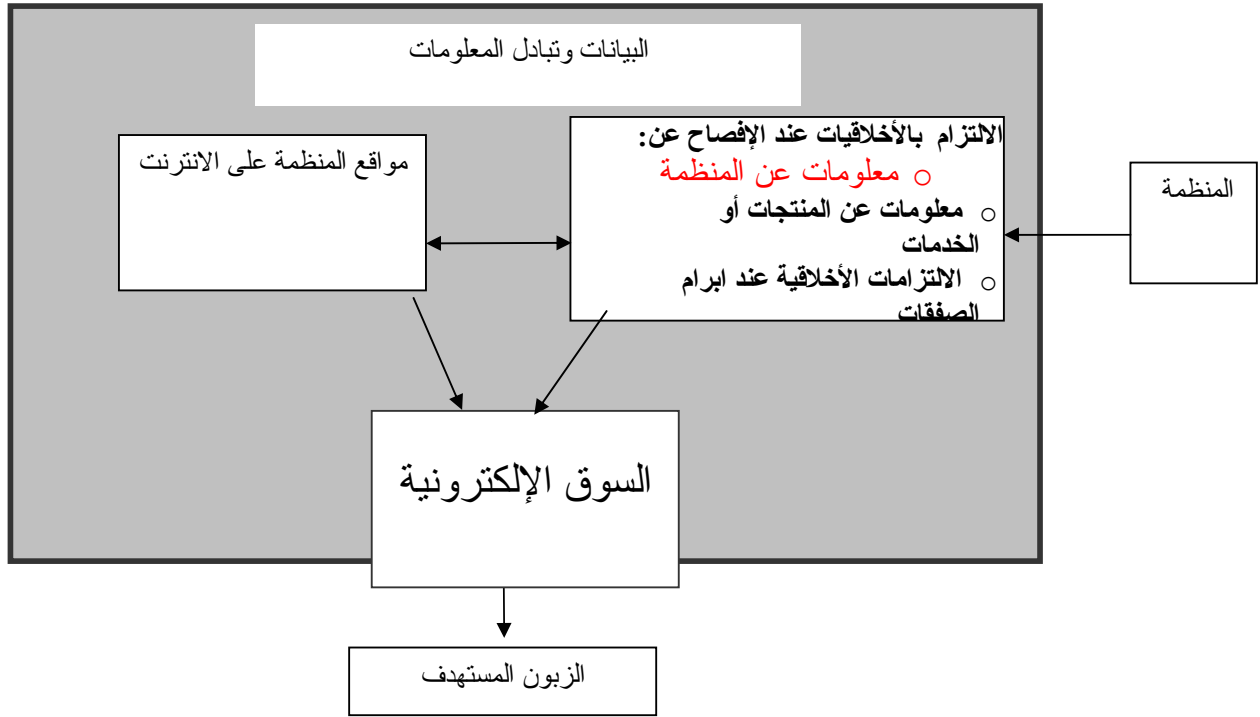 البيانات وتبادل المعلومات
الالتزام بالأخلاقيات عند الإفصاح عن:
○ معلومات عن المنظمة
○ معلومات عن المنتجات أو
الخدمات
○ الالتزامات الأخلاقية عند ابرام
الصفقات
مواقع المنظمة على الانترنت
المنظمة
السوق الإلكترونية
الزبون المستهدف